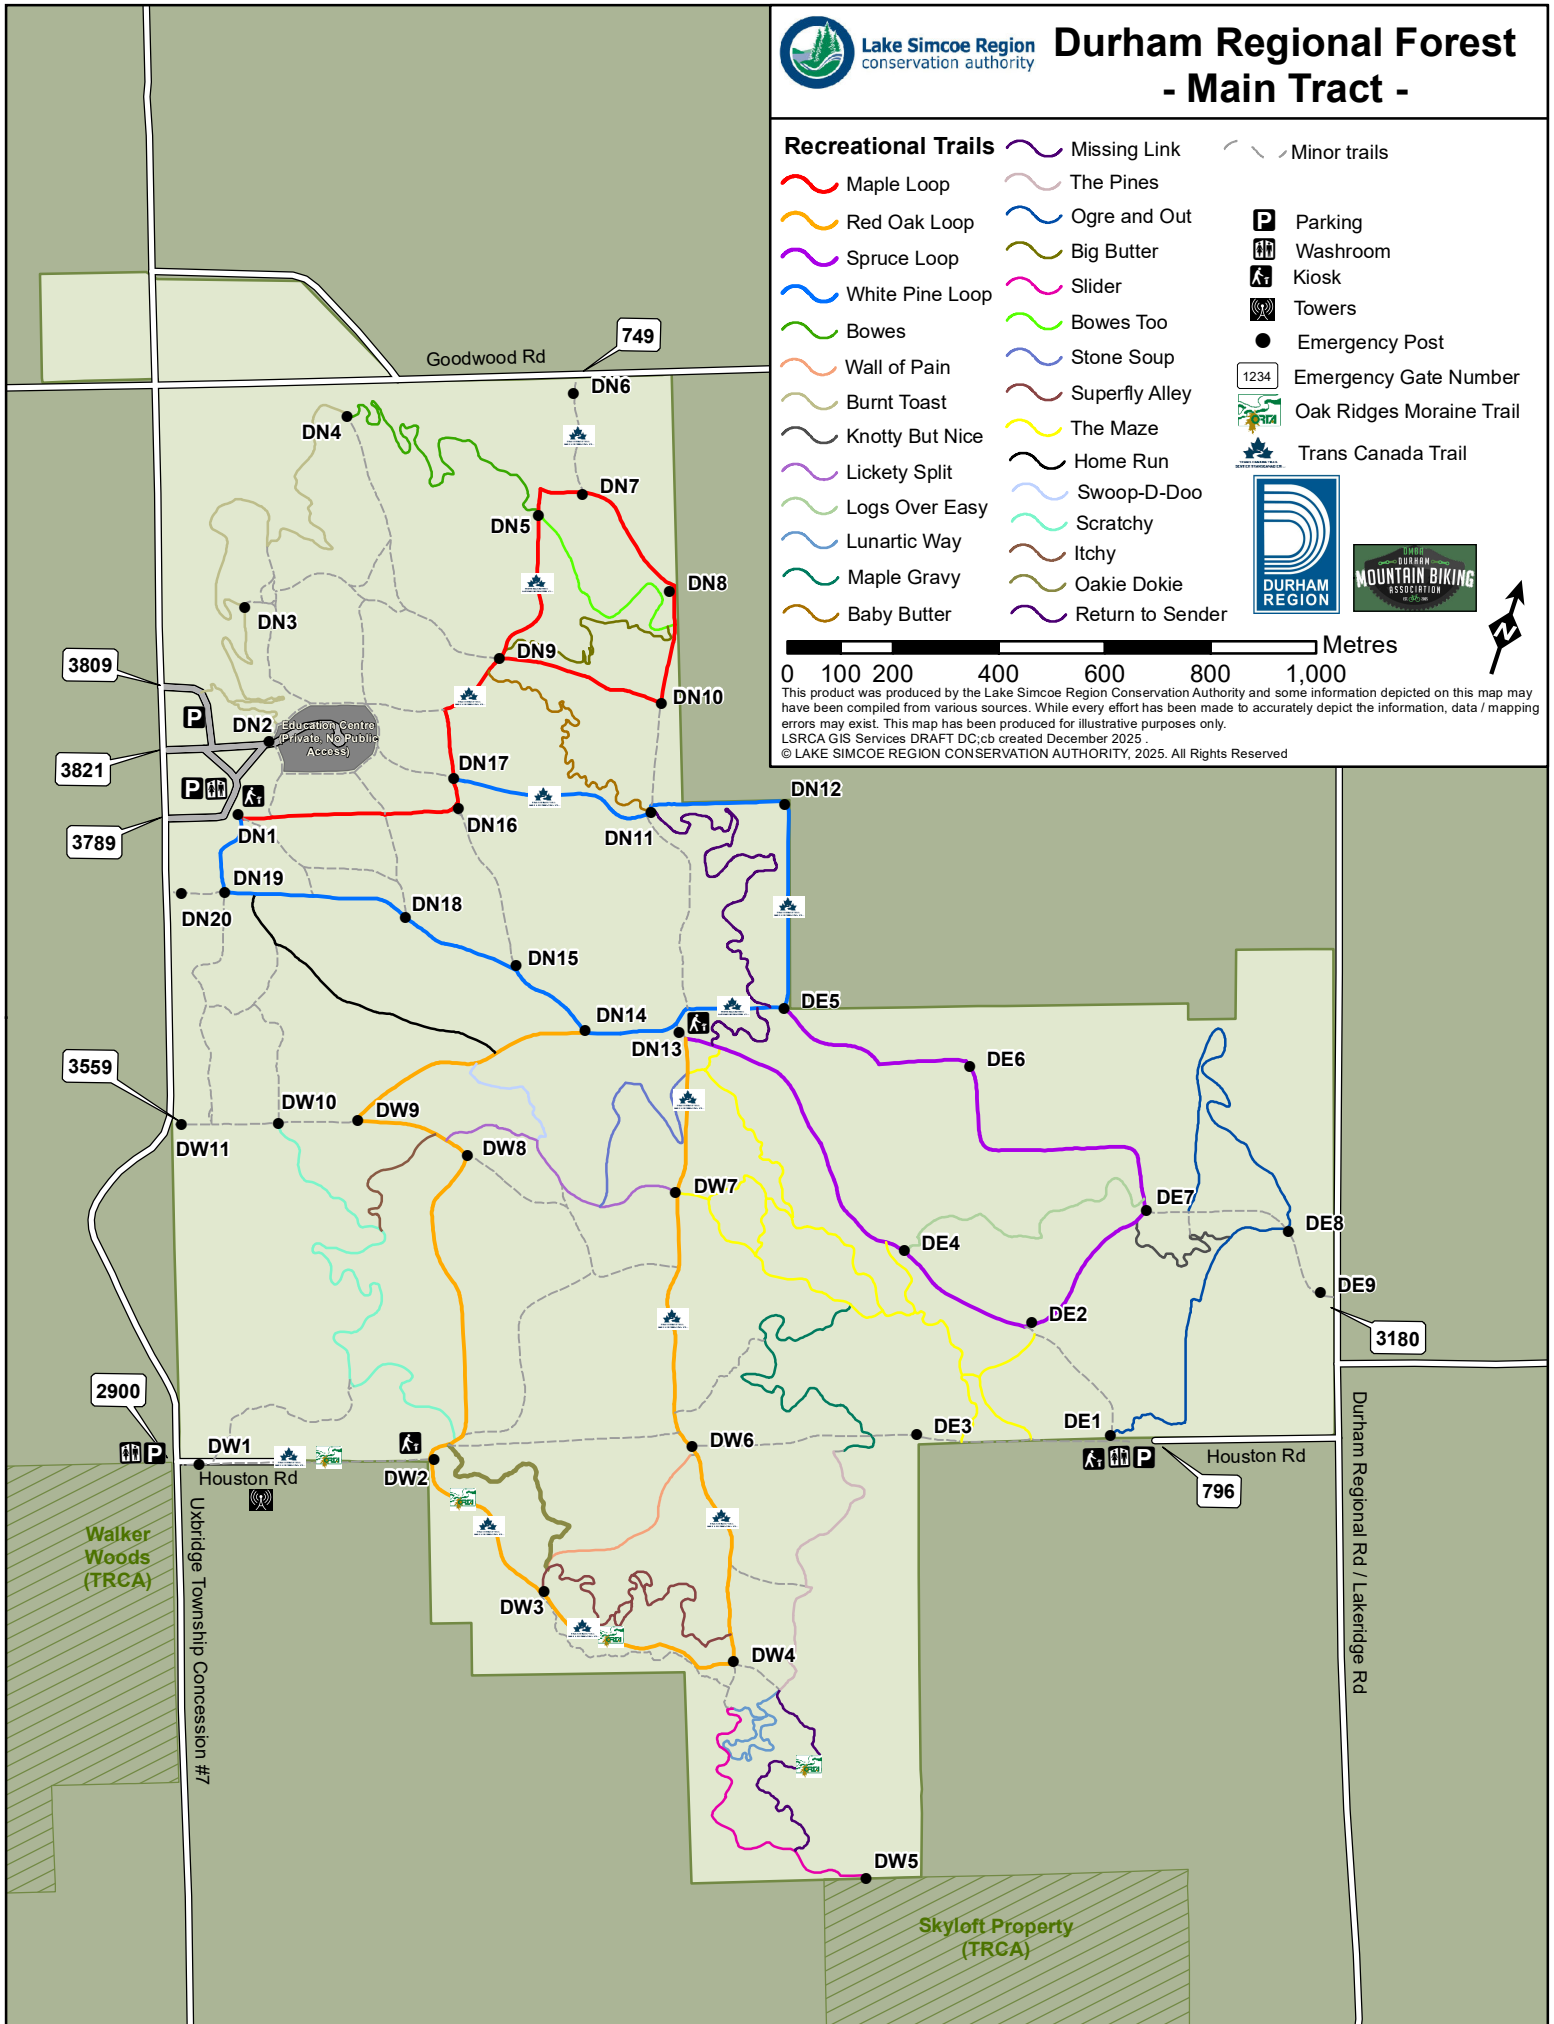 Lake Simcoe Region
conservation authority
Durham Regional Forest
- Main Tract -
Recreational Trails
Maple Loop
Red Oak Loop
Spruce Loop
White Pine Loop
Bowes
Wall of Pain
Burnt Toast
Knotty But Nice
Lickety Split
Logs Over Easy
Lunartic Way
Maple Gravy
Baby Butter
Missing Link
The Pines
Ogre and Out
Big Butter
Slider
Bowes Too
Stone Soup
Superfly Alley
The Maze
Home Run
Swoop-D-Doo
Scratchy
Itchy
Oakie Dokie
Return to Sender
Minor trails
P Parking
Washroom
Kiosk
Towers
Emergency Post
1234 Emergency Gate Number
ORTA Oak Ridges Moraine Trail
Trans Canada Trail
DURHAM
REGION
DMBA
DURHAM
MOUNTAIN BIKING
ASSOCIATION
N
Metres
0 100 200 400 600 800 1,000
This product was produced by the Lake Simcoe Region Conservation Authority and some information depicted on this map may
have been compiled from various sources. While every effort has been made to accurately depict the information, data / mapping
errors may exist. This map has been produced for illustrative purposes only.
LSRCA GIS Services DRAFT DC;cb created December 2025 .
© LAKE SIMCOE REGION CONSERVATION AUTHORITY, 2025. All Rights Reserved
749
Goodwood Rd
DN6
DN4
DN7
DN5
DN8
DN3
DN9
3809
DN10
P
DN2
Education Centre
(Private, No Public
Access)
3821
DN17
P
DN12
DN16
DN1
DN11
3789
DN19
DN18
DN20
DN15
DE5
DN14
DN13
DE6
3559
DW10
DW9
DW11
DW8
DW7
DE7
DE8
DE4
DE9
DE2
3180
2900
DE3
DE1
DW1
P
DW6
Houston Rd
DW2
P
Houston Rd
796
Walker
Woods
(TRCA)
Uxbridge Township Concession #7
Durham Regional Rd / Lakeridge Rd
DW3
DW4
DW5
Skyloft Property
(TRCA)